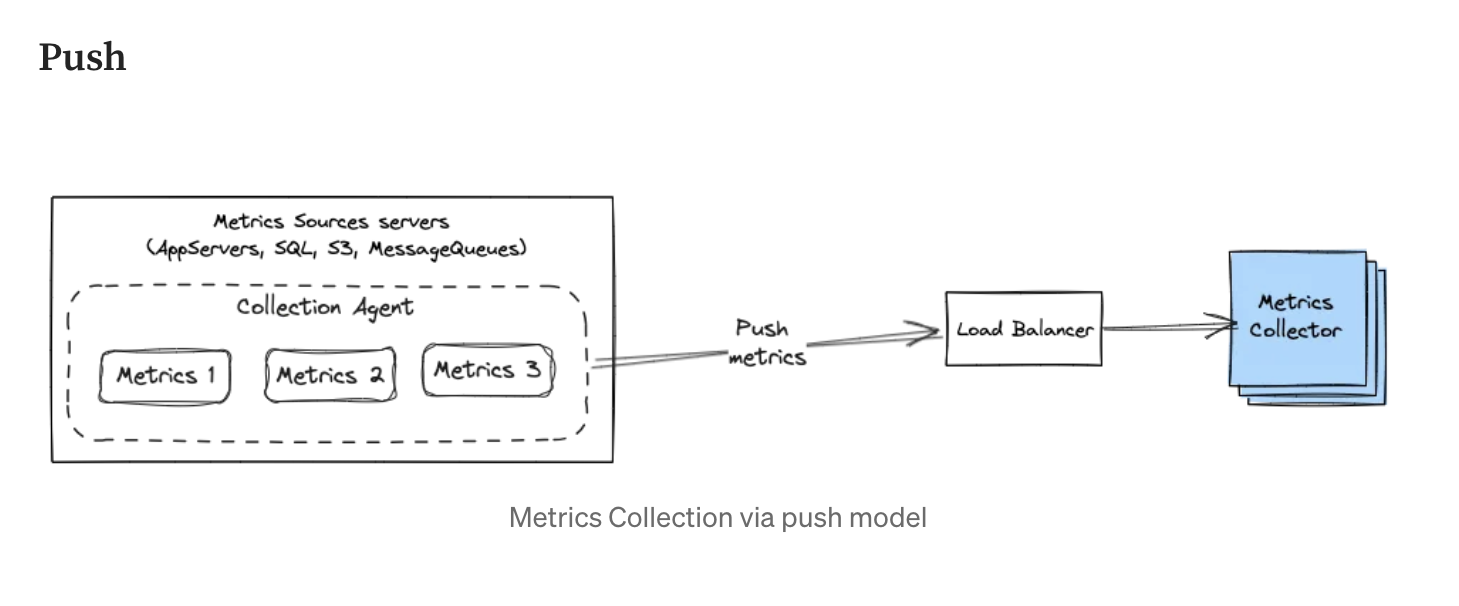 Push
Metrics Sources servers
(AppServers, SQL, S3, MessageQueues)
Collection Agent
Metrics 1
Metrics 2
Metrics 3
Push
metrics
Load Balancer
Metrics
Collector
Metrics Collection via push model